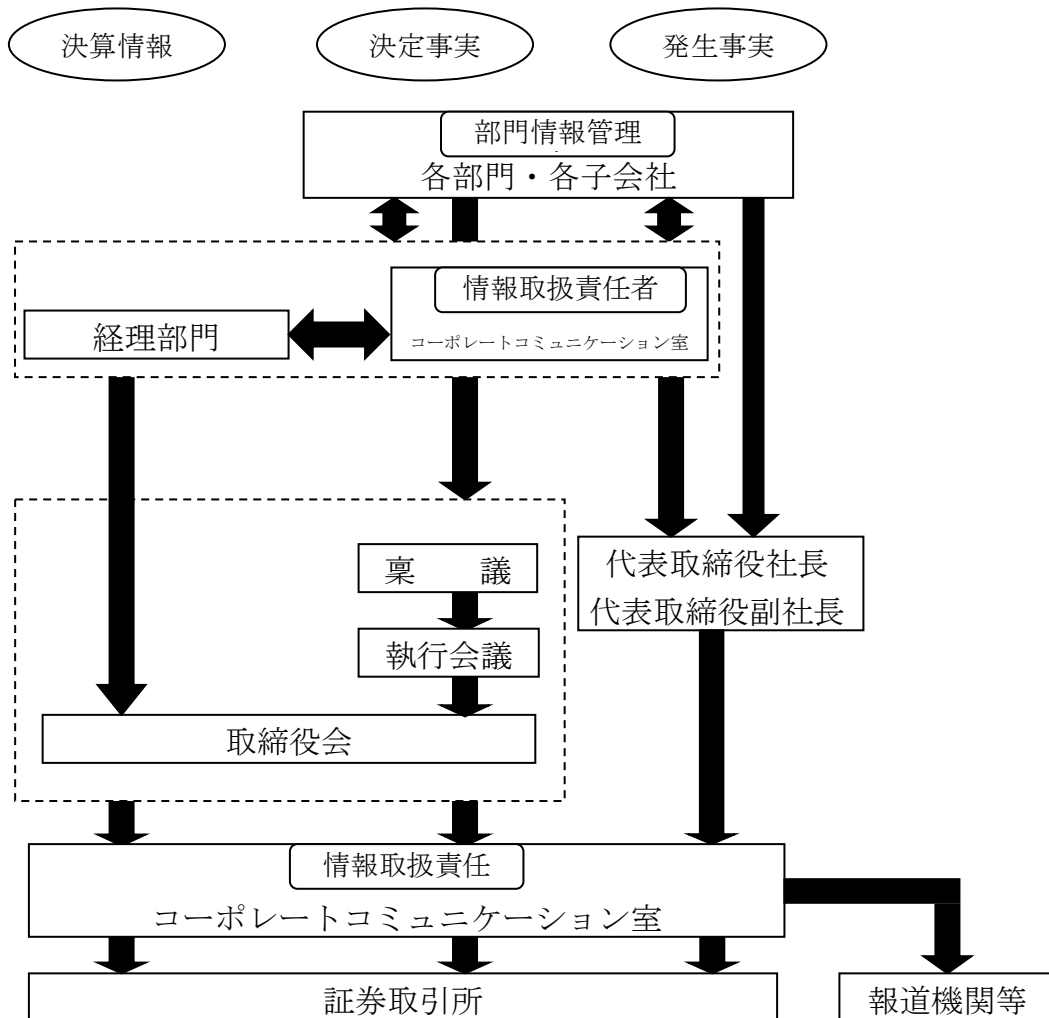 決算情報
決定事実
発生事実
部門情報管理
各部門・各子会社
情報取扱責任者
経理部門
コーポレートコミュニケーション室
稟　　議
代表取締役社長
代表取締役副社長
執行会議
取締役会
情報取扱責任
コーポレートコミュニケーション室
証券取引所
報道機関等